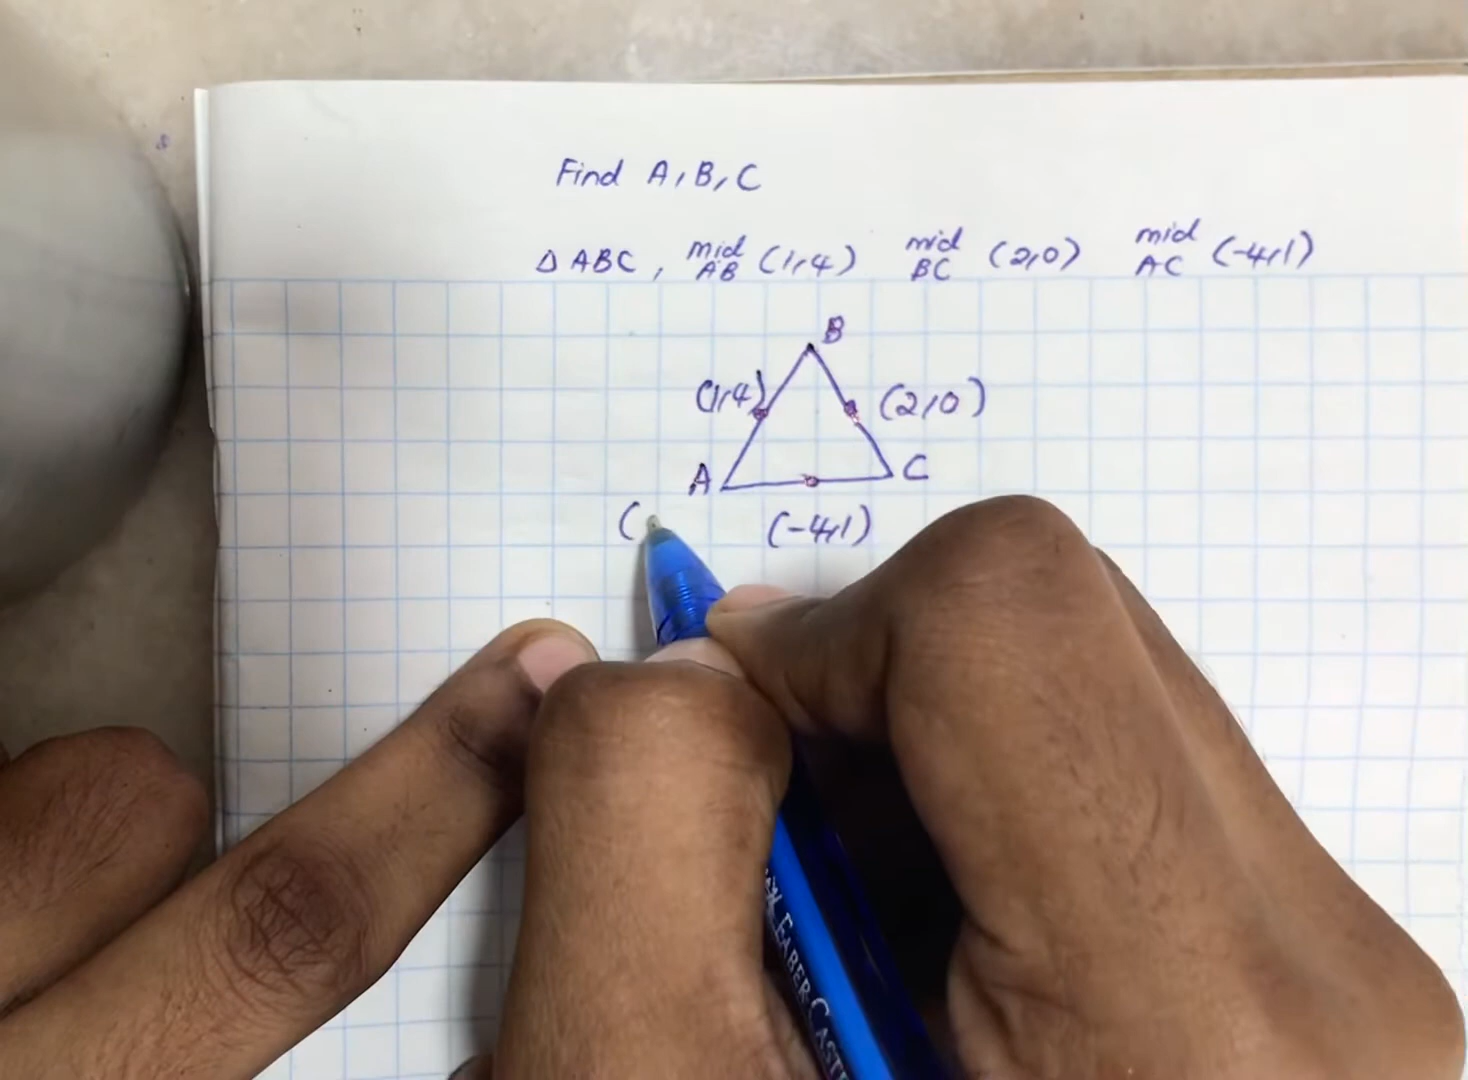 Find A, B, C
Δ ABC, mid AB (1,4) mid BC (2,0) mid AC (-4,1)
B
(1,4) (2,0)
A C
( (-4,1)
FABER-CASTE